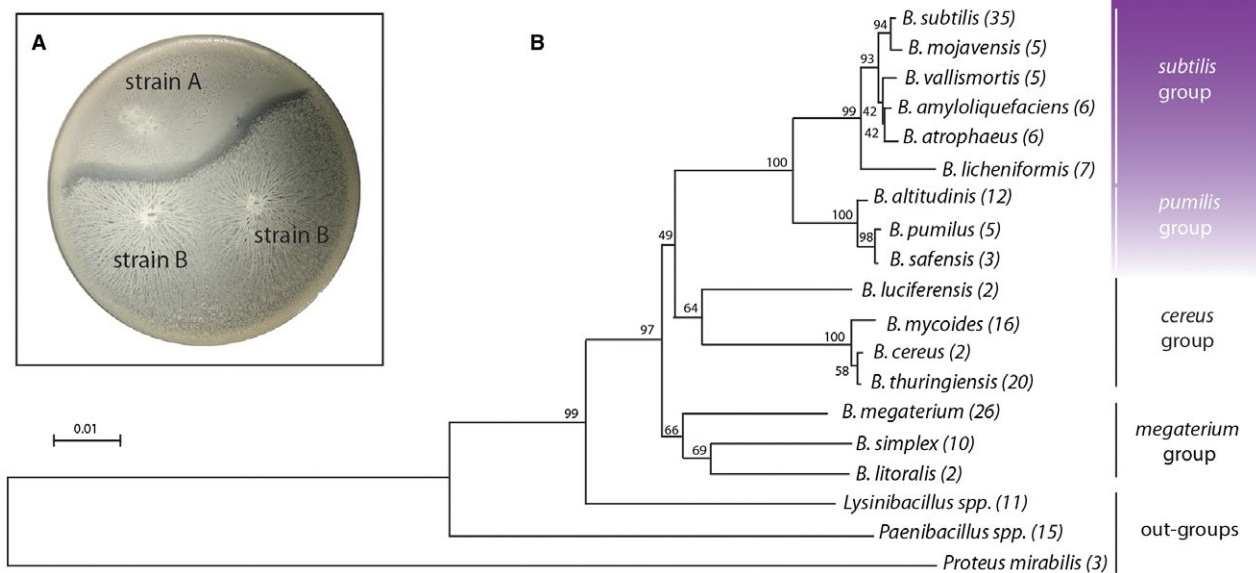 A
strain A
strain B
strain B
0.01
B
B. subtilis (35)
B. mojavensis (5)
B. vallismortis (5)
B. amyloliquefaciens (6)
B. atrophaeus (6)
B. licheniformis (7)
B. altitudinis (12)
B. pumilus (5)
B. safensis (3)
B. luciferensis (2)
B. mycoides (16)
B. cereus (2)
B. thuringiensis (20)
B. megaterium (26)
B. simplex (10)
B. litoralis (2)
Lysinibacillus spp. (11)
Paenibacillus spp. (15)
Proteus mirabilis (3)
94
93
99
42
42
100
100
98
49
64
100
58
97
66
69
99
subtilis
group
pumilis
group
cereus
group
megaterium
group
out-groups